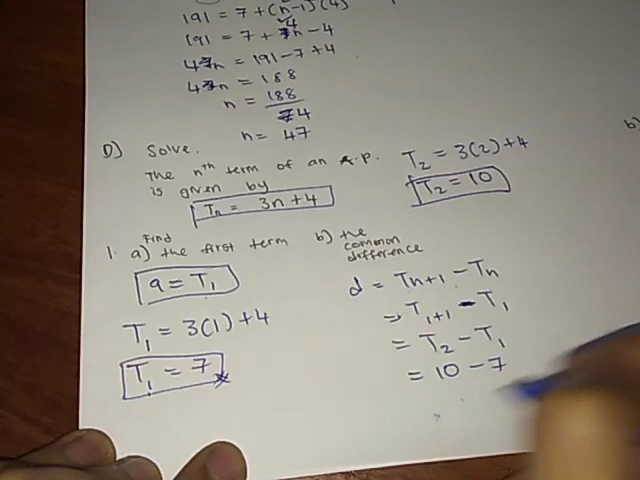 191 = 7 + (n-1)(4)
191 = 7 + 4n - 4
4n = 191 - 7 + 4
4n = 188
n = 188
4
n = 47
D) Solve.
The nth term of an A.P.
is given by
Tn = 3n + 4
T2 = 3(2) + 4
T2 = 10
b)
Find
1. a) the first term
a = T1
T1 = 3(1) + 4
T1 = 7
b) the
common
difference
d = Tn+1 - Tn
=> T1+1 - T1
= T2 - T1
= 10 - 7